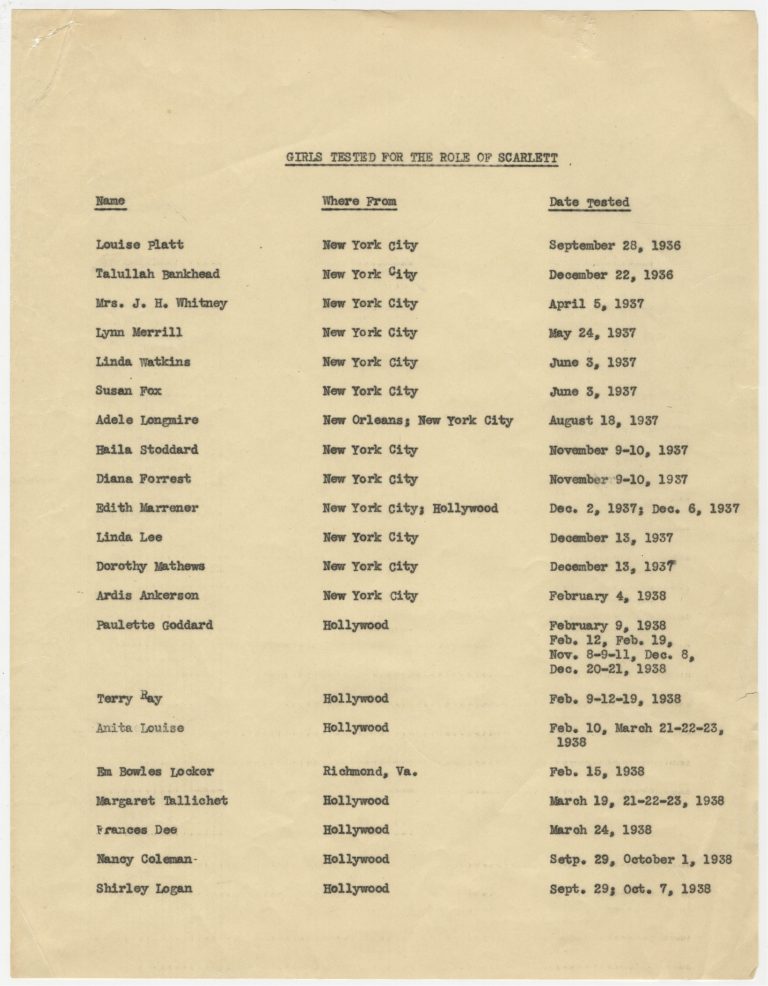 GIRLS TESTED FOR THE ROLE OF SCARLETT
Name Where From Date Tested
Louise Platt New York City September 28, 1936
Talullah Bankhead New York City December 22, 1936
Mrs. J. H. Whitney New York City April 5, 1937
Lynn Merrill New York City May 24, 1937
Linda Watkins New York City June 3, 1937
Susan Fox New York City June 3, 1937
Adele Longmire New Orleans; New York City August 18, 1937
Haila Stoddard New York City November 9-10, 1937
Diana Forrest New York City November 9-10, 1937
Edith Marrener New York City; Hollywood Dec. 2, 1937; Dec. 6, 1937
Linda Lee New York City December 13, 1937
Dorothy Mathews New York City December 13, 1937
Ardis Ankerson New York City February 4, 1938
Paulette Goddard Hollywood February 9, 1938
Feb. 12, Feb. 19,
Nov. 8-9-11, Dec. 8,
Dec. 20-21, 1938
Terry Ray Hollywood Feb. 9-12-19, 1938
Anita Louise Hollywood Feb. 10, March 21-22-23,
1938
Em Bowles Locker Richmond, Va. Feb. 15, 1938
Margaret Tallichet Hollywood March 19, 21-22-23, 1938
Frances Dee Hollywood March 24, 1938
Nancy Coleman- Hollywood Setp. 29, October 1, 1938
Shirley Logan Hollywood Sept. 29; Oct. 7, 1938